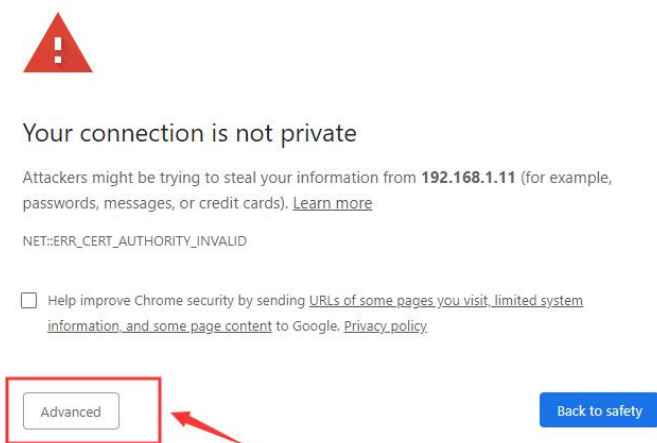 Your connection is not private
Attackers might be trying to steal your information from 192.168.1.11 (for example,
passwords, messages, or credit cards). Learn more
NET::ERR_CERT_AUTHORITY_INVALID
Help improve Chrome security by sending URLs of some pages you visit, limited system
information, and some page content to Google. Privacy policy
Advanced
Back to safety